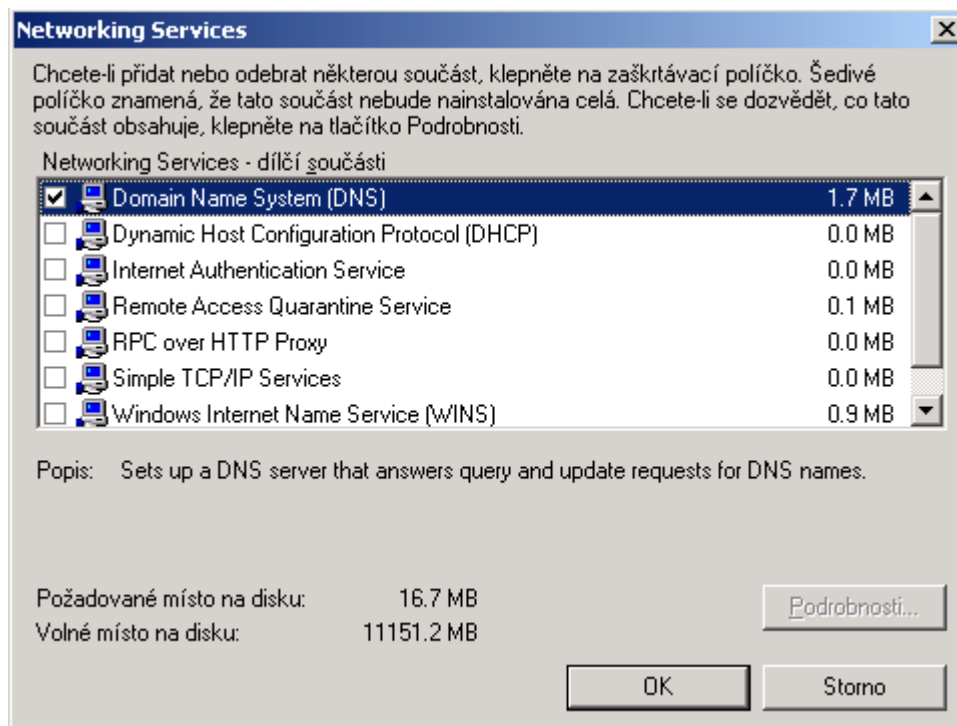 Networking Services
Chcete-li přidat nebo odebrat některou součást, klepněte na zaškrtávací políčko. Šedivé
políčko znamená, že tato součást nebude nainstalována celá. Chcete-li se dozvědět, co tato
součást obsahuje, klepněte na tlačítko Podrobnosti.
Networking Services - dílčí součásti
Domain Name System (DNS) 1.7 MB
Dynamic Host Configuration Protocol (DHCP) 0.0 MB
Internet Authentication Service 0.0 MB
Remote Access Quarantine Service 0.1 MB
RPC over HTTP Proxy 0.0 MB
Simple TCP/IP Services 0.0 MB
Windows Internet Name Service (WINS) 0.9 MB
Popis: Sets up a DNS server that answers query and update requests for DNS names.
Požadované místo na disku: 16.7 MB
Volné místo na disku: 11151.2 MB
Podrobnosti...
OK Storno